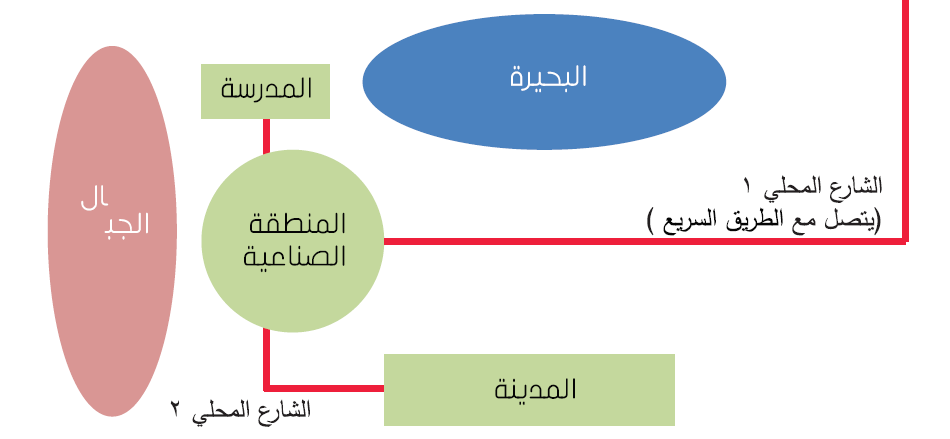 البحيرة
المدرسة
الجبال
الشارع المحلي ١
(يتصل مع الطريق السريع )
المنطقة
الصناعية
المدينة
الشارع المحلي ٢